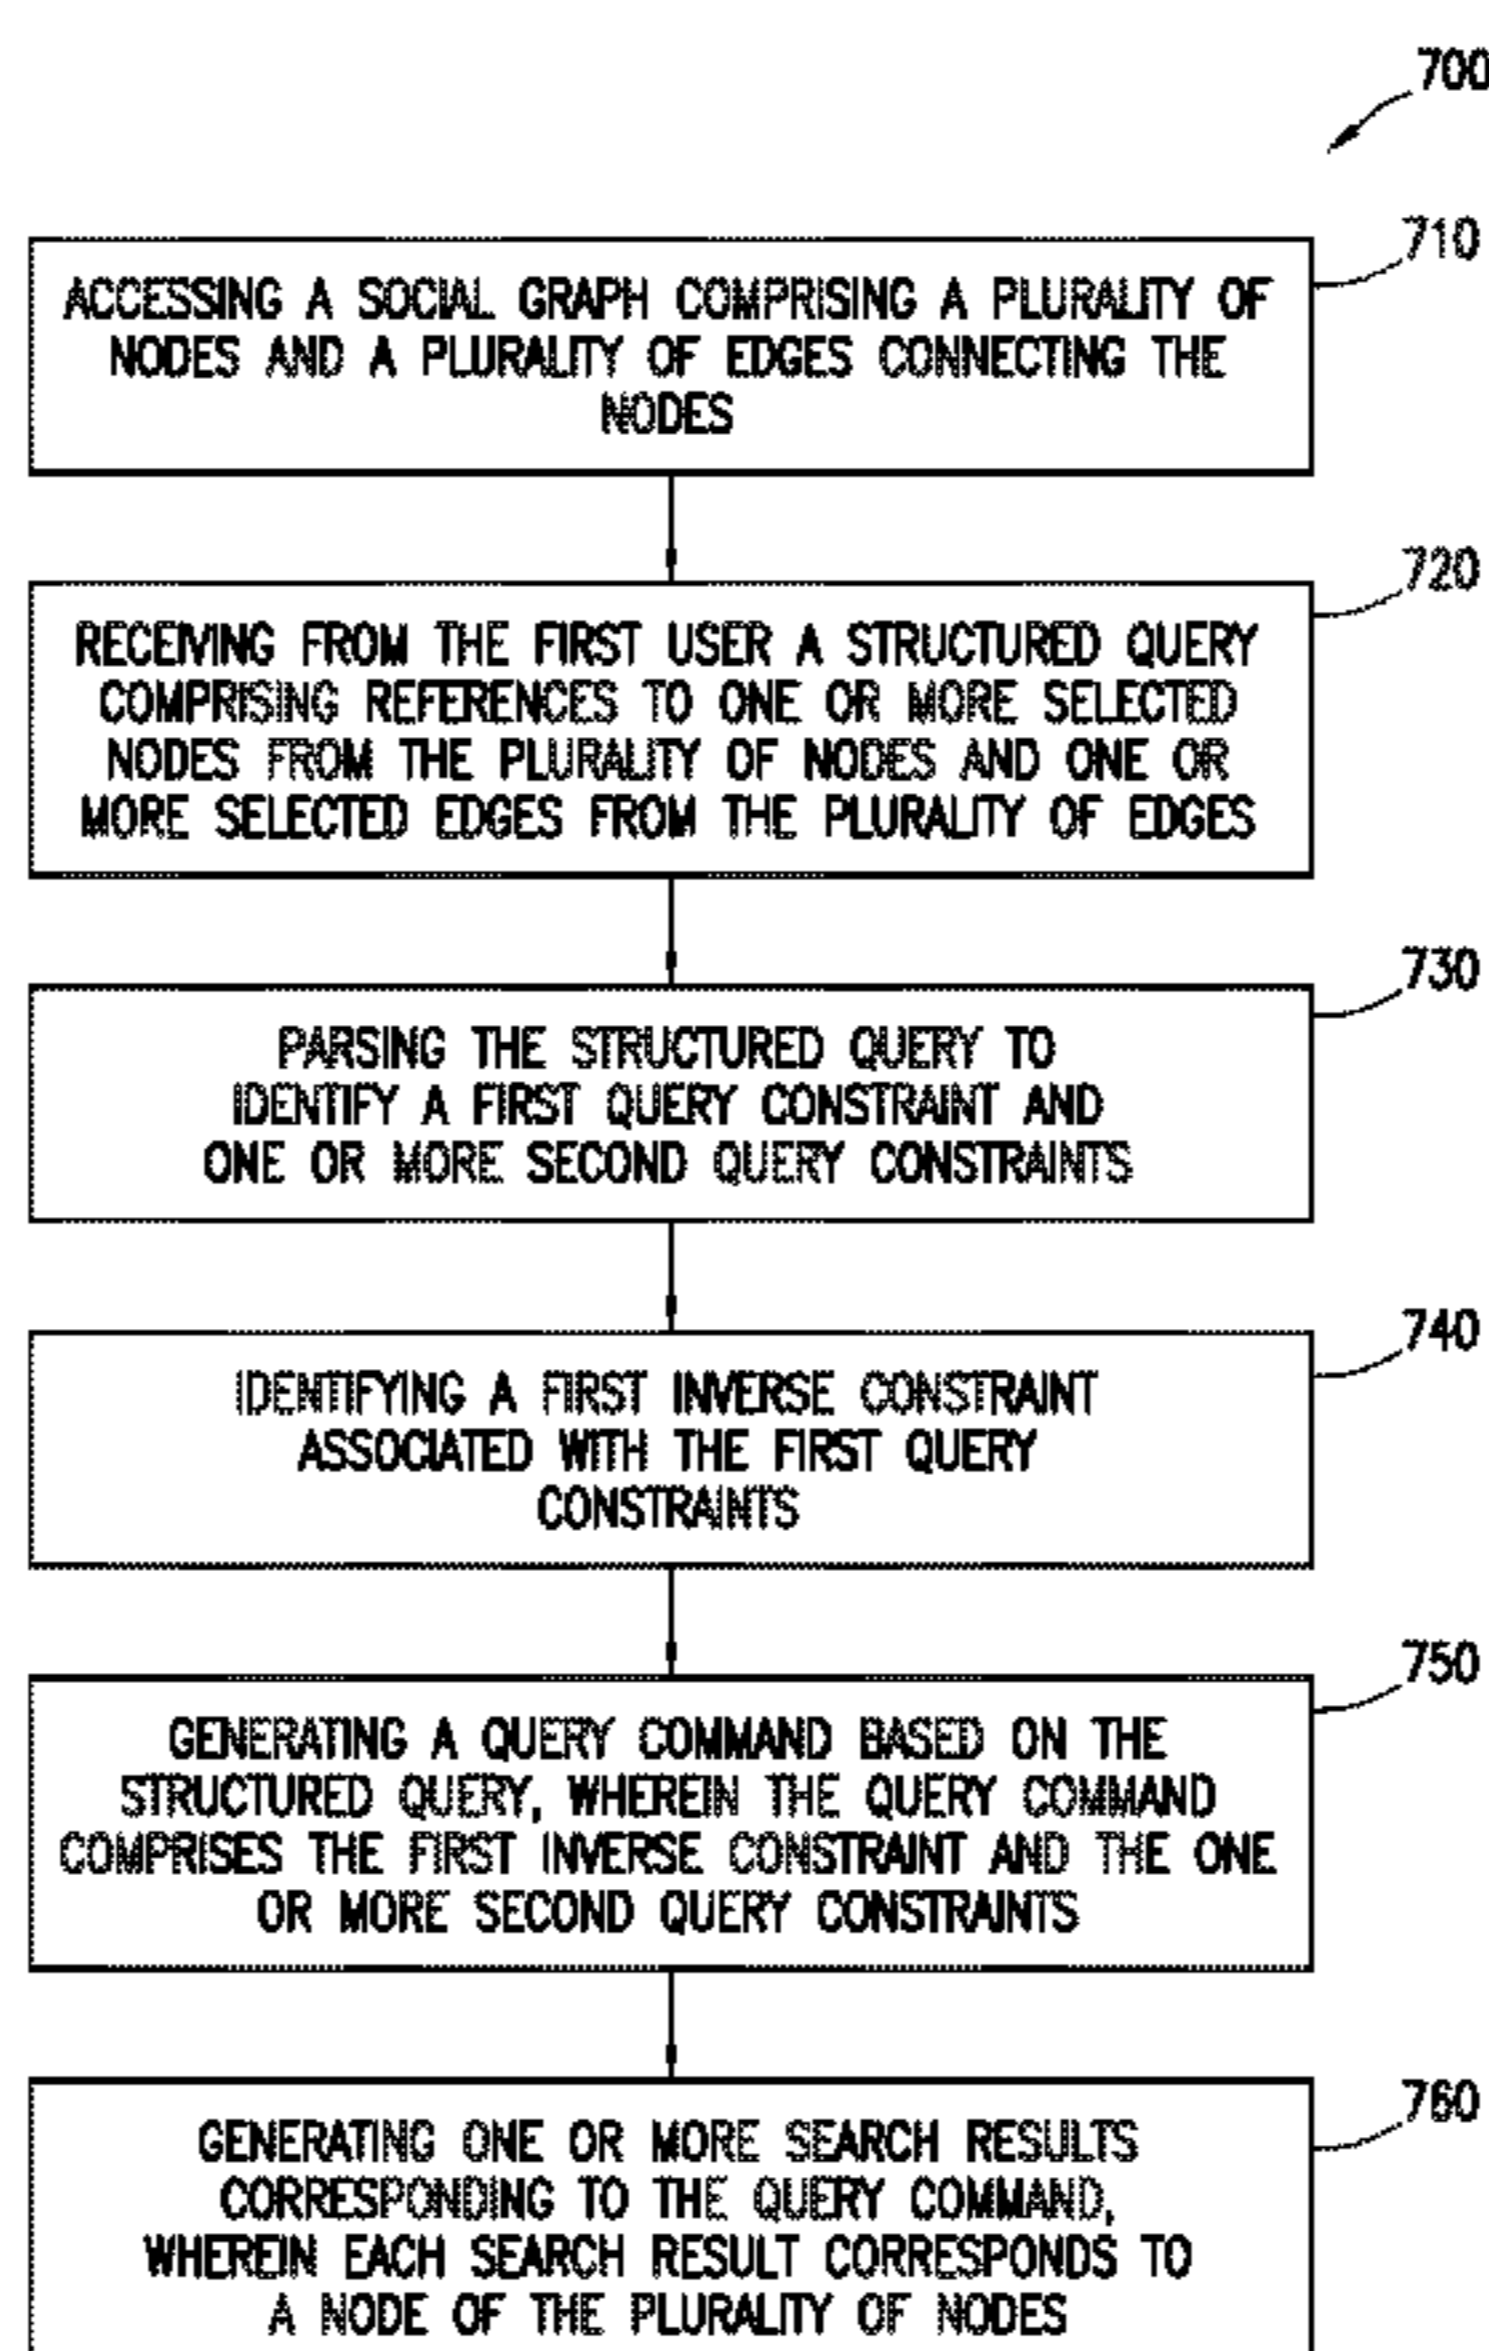 700
710
ACCESSING A SOCIAL GRAPH COMPRISING A PLURALITY OF
NODES AND A PLURALITY OF EDGES CONNECTING THE
NODES
720
RECEIVING FROM THE FIRST USER A STRUCTURED QUERY
COMPRISING REFERENCES TO ONE OR MORE SELECTED
NODES FROM THE PLURALITY OF NODES AND ONE OR
MORE SELECTED EDGES FROM THE PLURALITY OF EDGES
730
PARSING THE STRUCTURED QUERY TO
IDENTIFY A FIRST QUERY CONSTRAINT AND
ONE OR MORE SECOND QUERY CONSTRAINTS
740
IDENTIFYING A FIRST INVERSE CONSTRAINT
ASSOCIATED WITH THE FIRST QUERY
CONSTRAINTS
750
GENERATING A QUERY COMMAND BASED ON THE
STRUCTURED QUERY, WHEREIN THE QUERY COMMAND
COMPRISES THE FIRST INVERSE CONSTRAINT AND THE ONE
OR MORE SECOND QUERY CONSTRAINTS
760
GENERATING ONE OR MORE SEARCH RESULTS
CORRESPONDING TO THE QUERY COMMAND,
WHEREIN EACH SEARCH RESULT CORRESPONDS TO
A NODE OF THE PLURALITY OF NODES